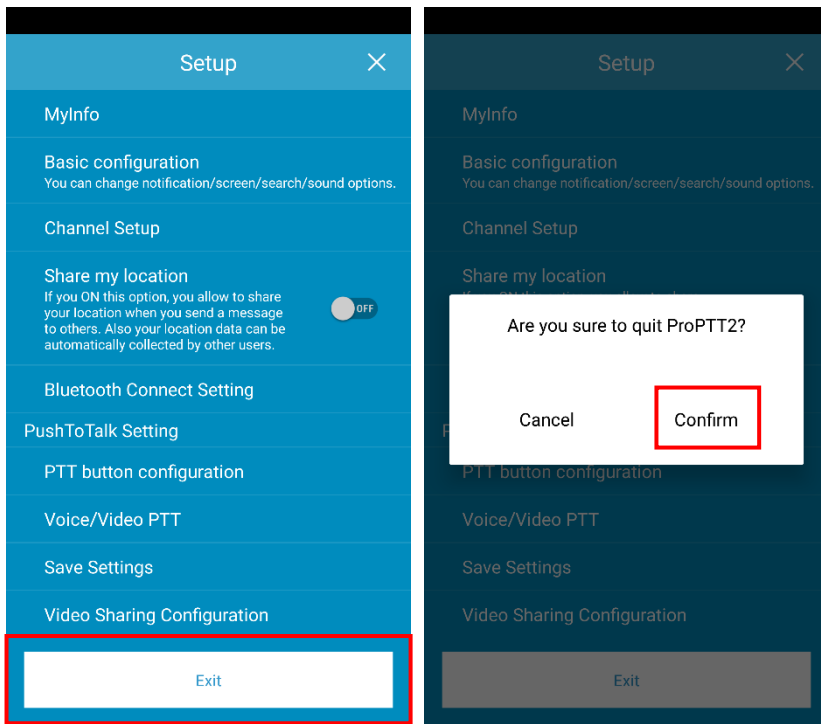 Setup
MyInfo
Basic configuration
You can change notification/screen/search/sound options.
Channel Setup
Share my location
If you ON this option, you allow to share
your location when you send a message
to others. Also your location data can be
automatically collected by other users.
OFF
Bluetooth Connect Setting
PushToTalk Setting
PTT button configuration
Voice/Video PTT
Save Settings
Video Sharing Configuration
Exit
Setup
MyInfo
Basic configuration
You can change notification/screen/search/sound options.
Channel Setup
Share my location
Are you sure to quit ProPTT2?
Cancel
Confirm
PTT button configuration
Voice/Video PTT
Save Settings
Video Sharing Configuration
Exit